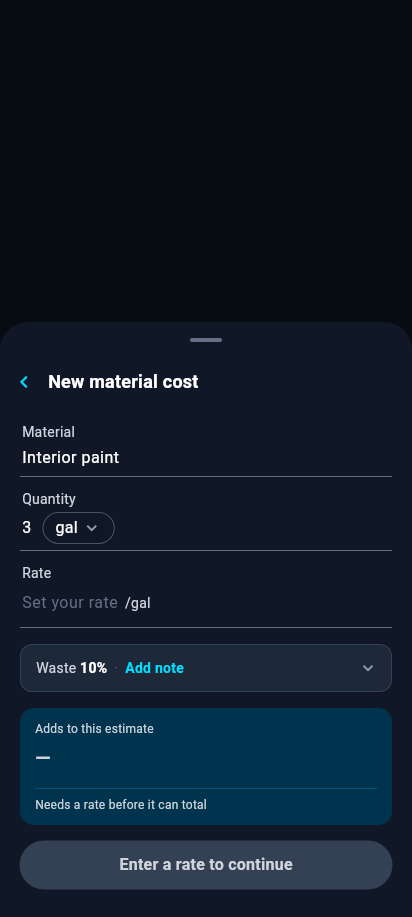 New material cost
Material
Interior paint
Quantity
3 gal
Rate
Set your rate /gal
Waste 10% · Add note
Adds to this estimate
—
Needs a rate before it can total
Enter a rate to continue